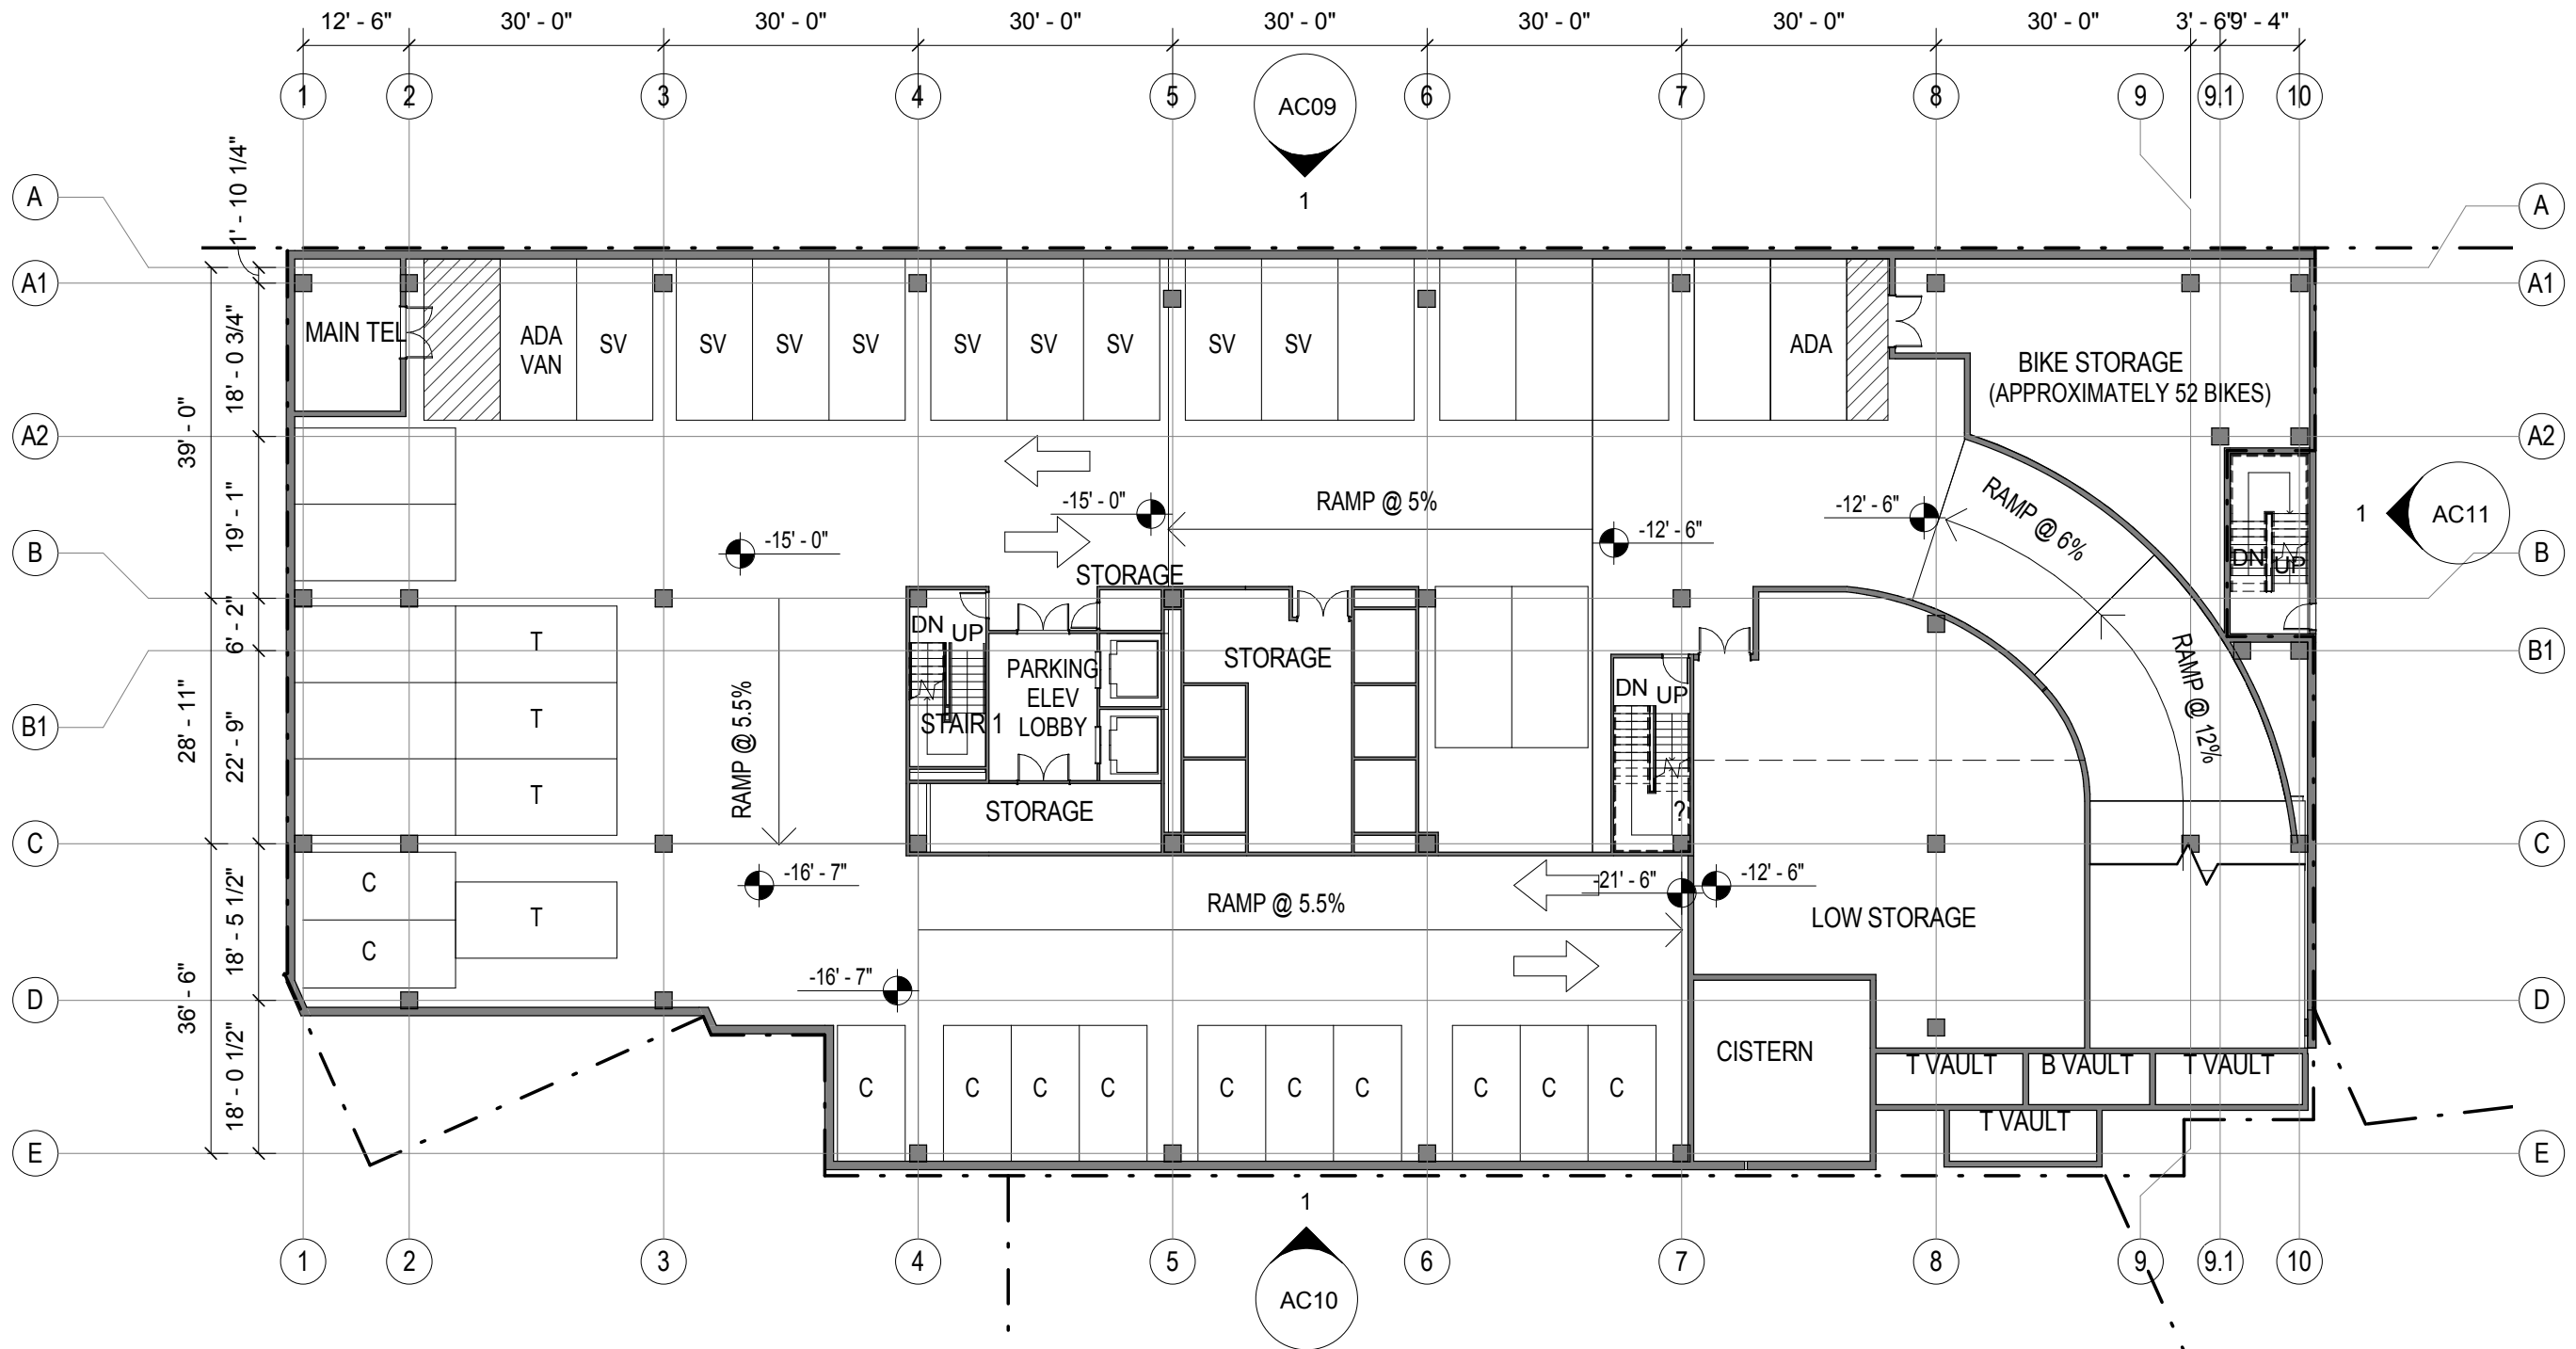 12' - 6"
30' - 0"
30' - 0"
30' - 0"
30' - 0"
30' - 0"
30' - 0"
30' - 0"
3' - 6"
9' - 4"
1
2
3
4
5
6
7
8
9
9.1
10
AC09
1
A
A
A1
A1
1' - 10 1/4"
18' - 0 3/4"
39' - 0"
MAIN TEL
ADA
VAN
SV
SV
SV
SV
SV
SV
SV
SV
SV
ADA
BIKE STORAGE
(APPROXIMATELY 52 BIKES)
A2
A2
19' - 1"
-15' - 0"
-15' - 0"
RAMP @ 5%
-12' - 6"
-12' - 6"
RAMP @ 6%
DN
UP
1
AC11
B
B
6' - 2"
STORAGE
DN
UP
T
PARKING
ELEV
LOBBY
STORAGE
DN
UP
RAMP @ 12%
B1
B1
28' - 11"
22' - 9"
T
RAMP @ 5.5%
STAIR 1
T
STORAGE
?
C
C
C
-16' - 7"
-21' - 6"
-12' - 6"
RAMP @ 5.5%
T
LOW STORAGE
C
18' - 5 1/2"
36' - 6"
-16' - 7"
D
D
18' - 0 1/2"
C
C
C
C
C
C
C
C
C
C
CISTERN
T VAULT
B VAULT
T VAULT
T VAULT
E
E
1
AC10
1
2
3
4
5
6
7
8
9
9.1
10